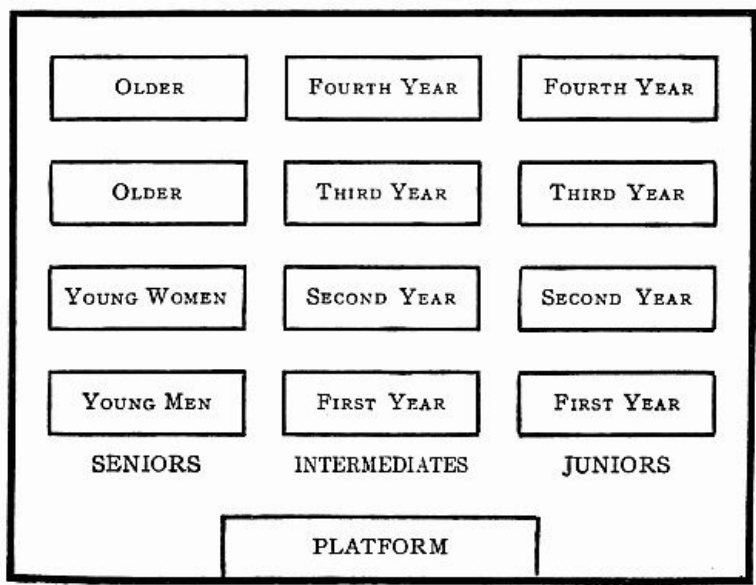 OLDER FOURTH YEAR FOURTH YEAR
OLDER THIRD YEAR THIRD YEAR
YOUNG WOMEN SECOND YEAR SECOND YEAR
YOUNG MEN FIRST YEAR FIRST YEAR
SENIORS INTERMEDIATES JUNIORS
PLATFORM